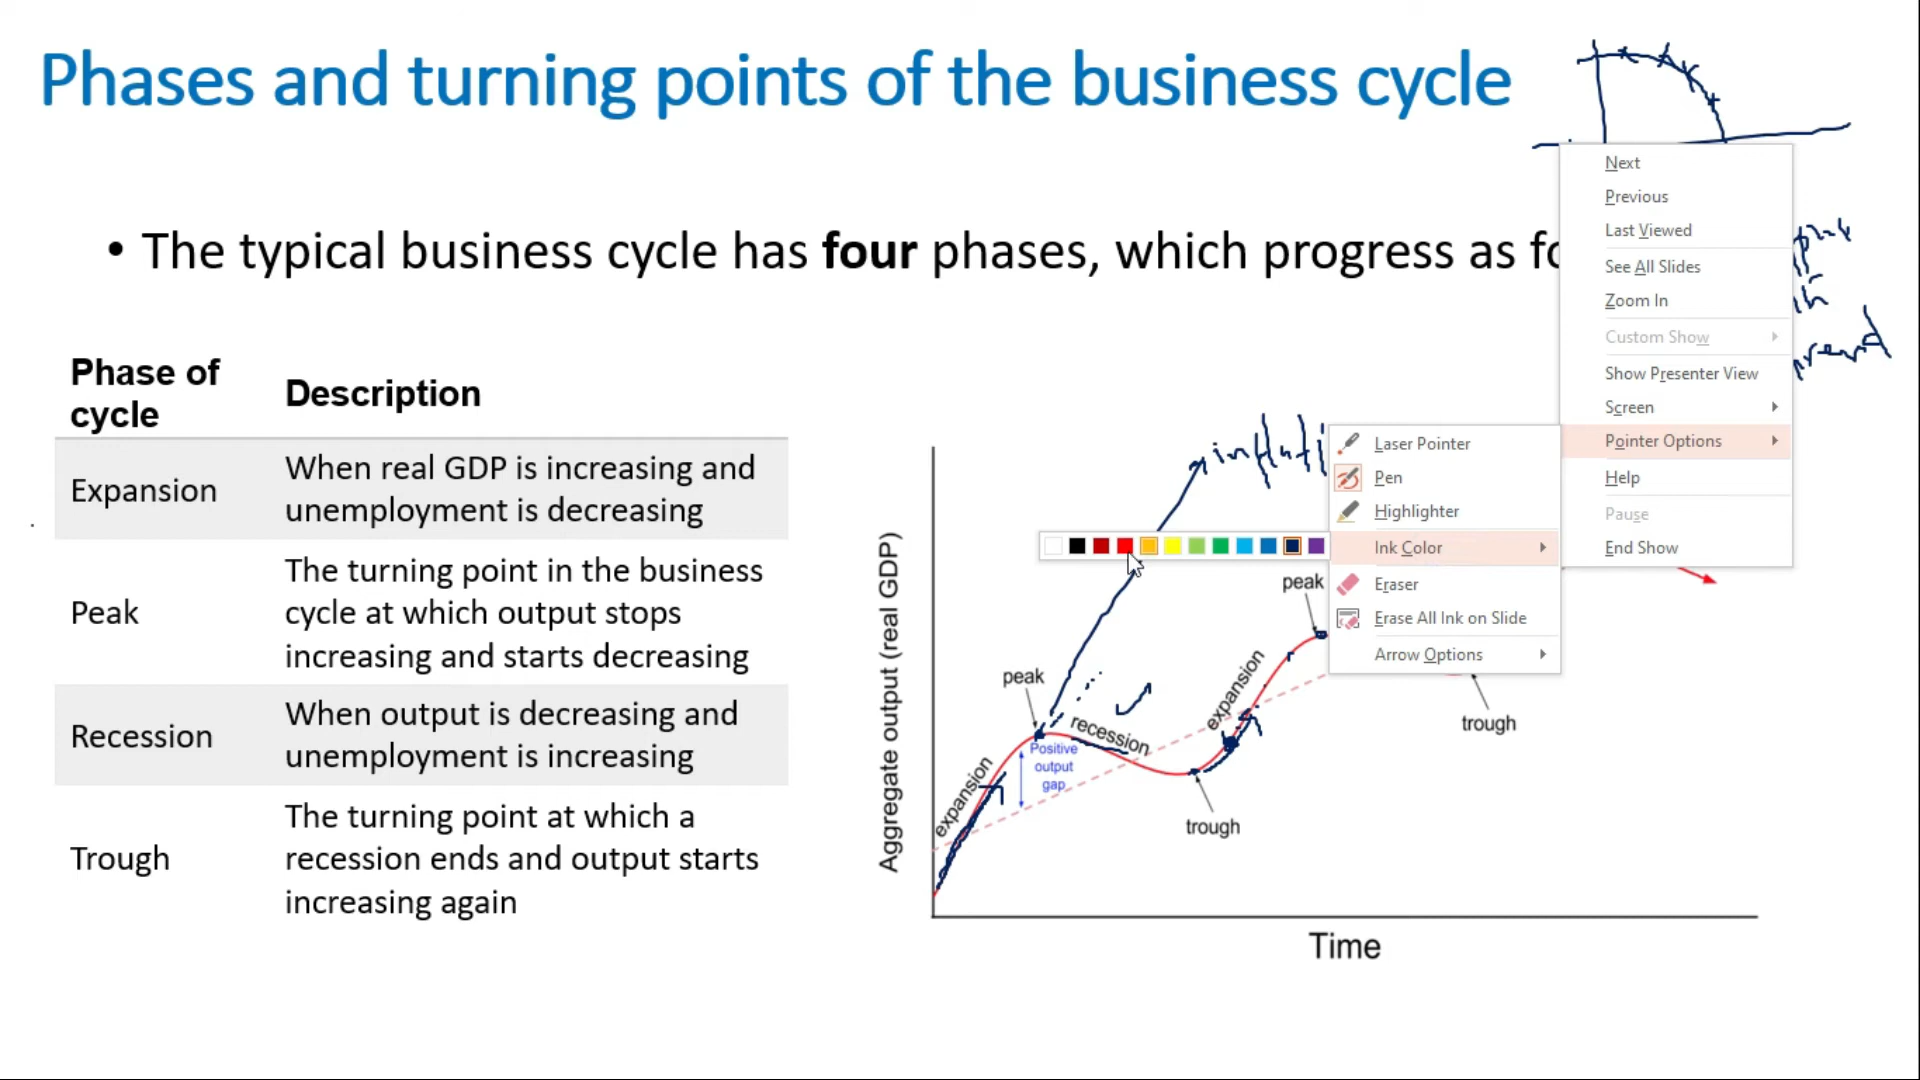 Phases and turning points of the business cycle
• The typical business cycle has four phases, which progress as fo
Phase of cycle
Description
Expansion
When real GDP is increasing and
unemployment is decreasing
Peak
The turning point in the business
cycle at which output stops
increasing and starts decreasing
Recession
When output is decreasing and
unemployment is increasing
Trough
The turning point at which a
recession ends and output starts
increasing again
Aggregate output (real GDP)
Time
expansion
peak
Positive
output
gap
recession
trough
expansion
peak
trough
inflati
Next
Previous
Last Viewed
See All Slides
Zoom In
Custom Show
Show Presenter View
Screen
Pointer Options
Help
Pause
End Show
Laser Pointer
Pen
Highlighter
Ink Color
Eraser
Erase All Ink on Slide
Arrow Options